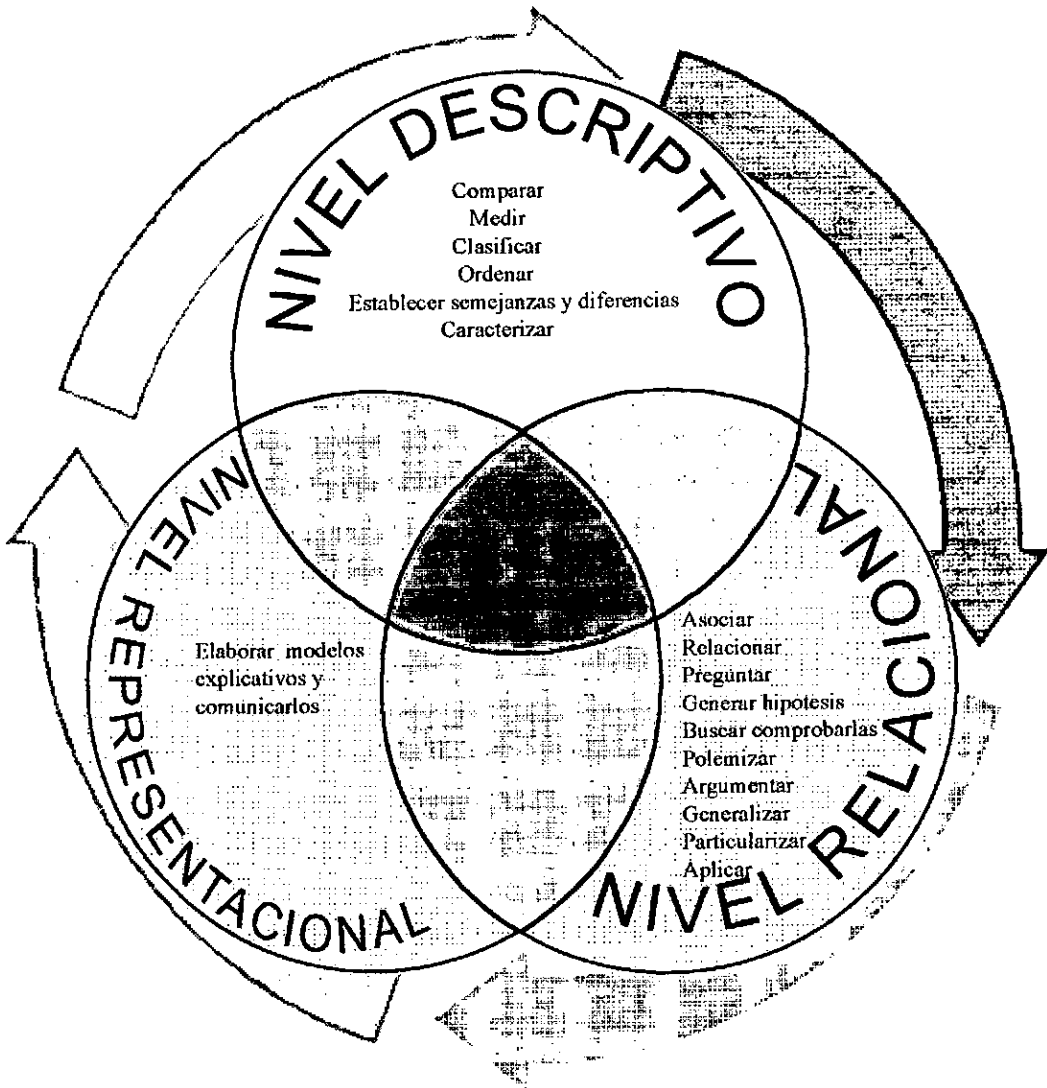 NIVEL DESCRIPTIVO
Comparar
Medir
Clasificar
Ordenar
Establecer semejanzas y diferencias
Caracterizar
NIVEL RELACIONAL
Asociar
Relacionar
Preguntar
Generar hipotesis
Buscar comprobarlas
Polemizar
Argumentar
Generalizar
Particularizar
Aplicar
NIVEL REPRESENTACIONAL
Elaborar modelos
explicativos y
comunicarlos